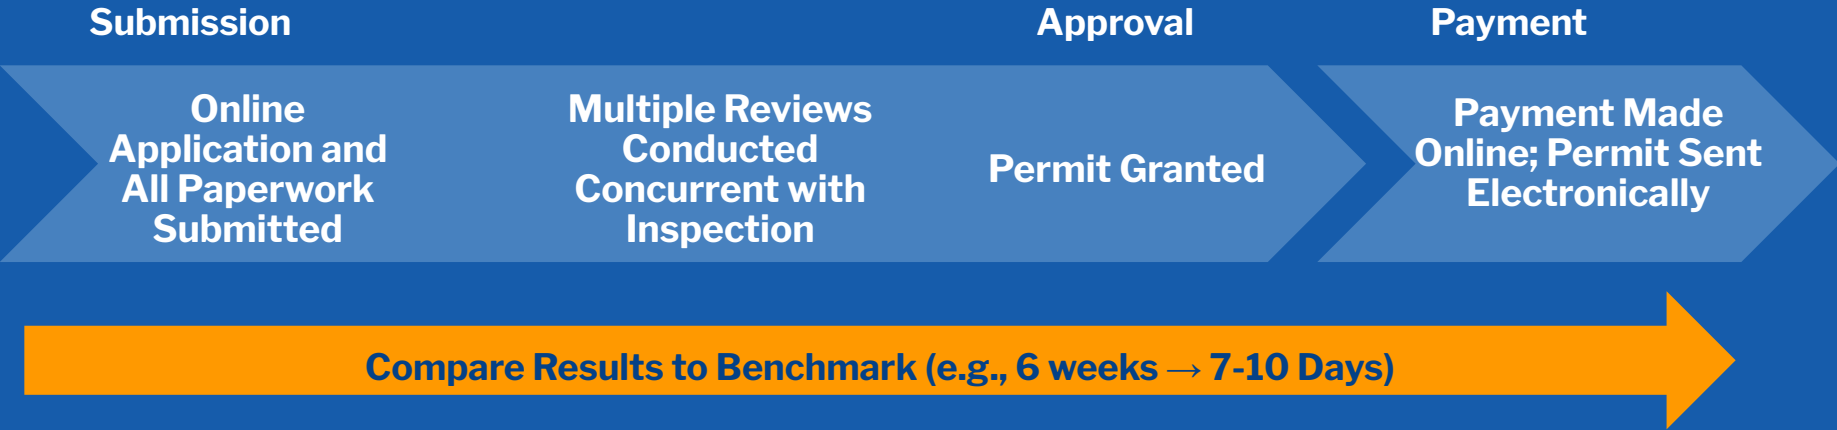 Submission
Approval
Payment
Online
Application and
All Paperwork
Submitted
Multiple Reviews
Conducted
Concurrent with
Inspection
Permit Granted
Payment Made
Online; Permit Sent
Electronically
Compare Results to Benchmark (e.g., 6 weeks → 7-10 Days)